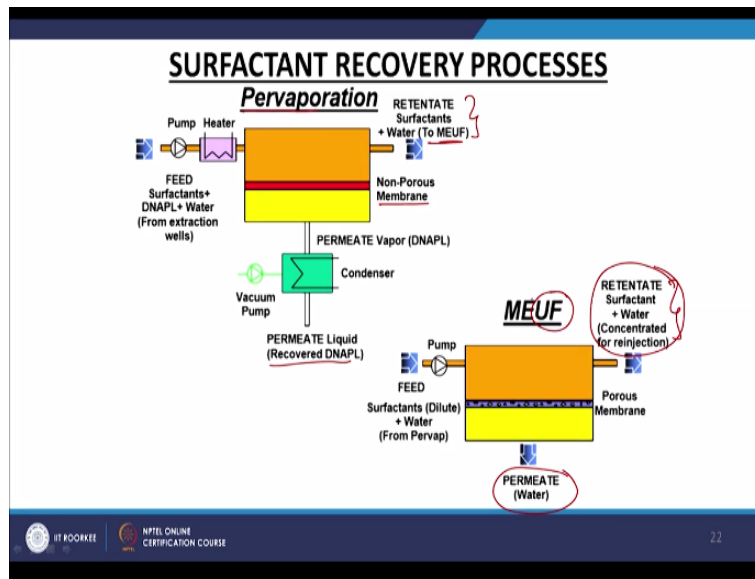 SURFACTANT RECOVERY PROCESSES
Pervaporation
Pump
Heater
RETENTATE
Surfactants
+ Water (To MEUF)
FEED
Surfactants+
DNAPL+ Water
(From extraction
wells)
Non-Porous
Membrane
PERMEATE Vapor (DNAPL)
Condenser
Vacuum
Pump
PERMEATE Liquid
(Recovered DNAPL)
MEUF
RETENTATE
Surfactant
+ Water
(Concentrated
for reinjection)
Pump
FEED
Surfactants (Dilute)
+ Water
(From Pervap)
Porous
Membrane
PERMEATE
(Water)
IIT ROORKEE
NPTEL ONLINE
CERTIFICATION COURSE
22